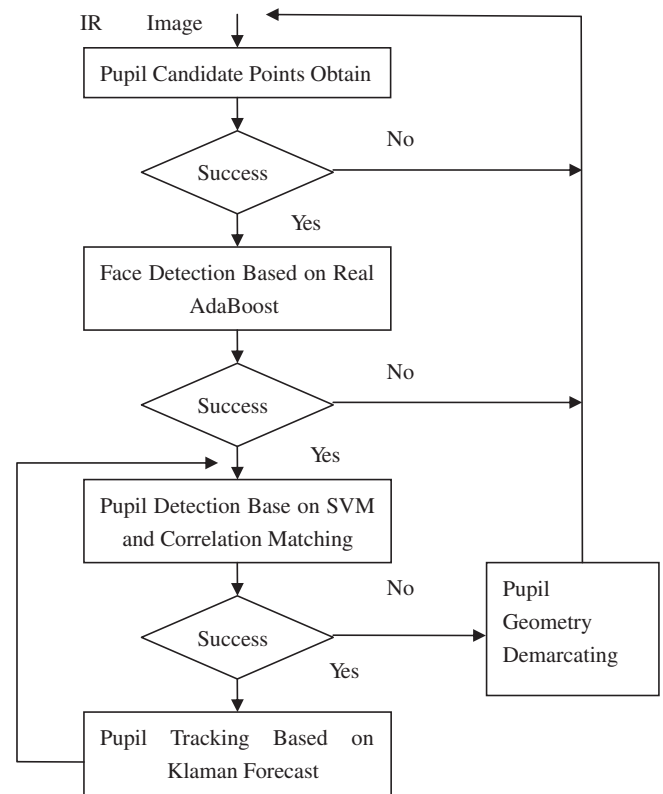 IR Image
Pupil Candidate Points Obtain
No
Success
Yes
Face Detection Based on Real
AdaBoost
No
Success
Yes
Pupil Detection Base on SVM
and Correlation Matching
No
Success
Yes
Pupil
Geometry
Demarcating
Pupil Tracking Based on
Klaman Forecast